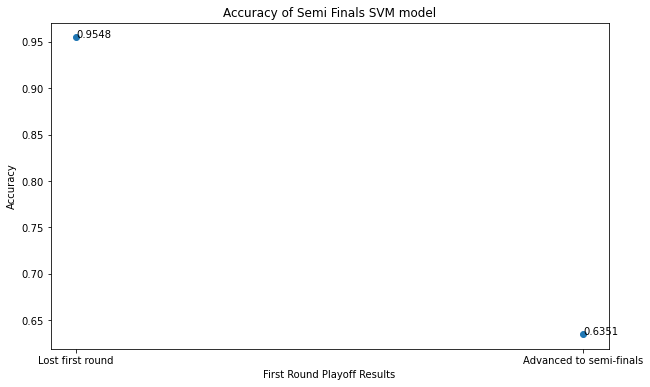 Accuracy of Semi Finals SVM model
0.9548
0.95
0.90
0.85
0.80
0.75
0.70
0.65
Accuracy
0.6351
Lost first round
Advanced to semi-finals
First Round Playoff Results